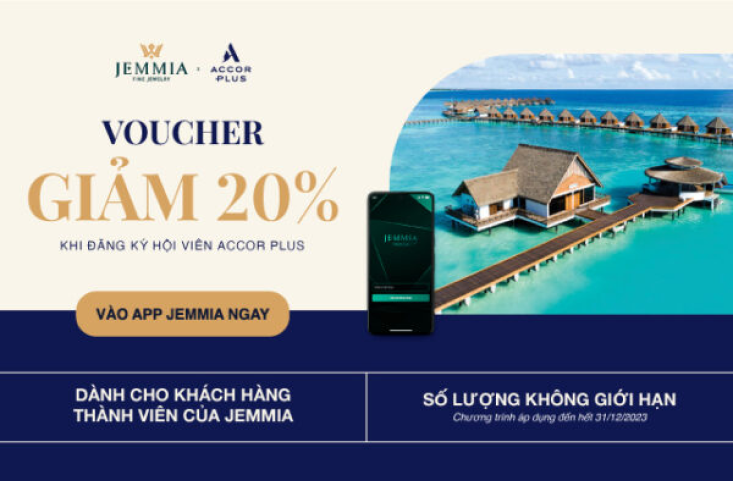 JEMMIA
FINE JEWELRY
ACCOR
PLUS
VOUCHER
GIẢM 20%
KHI ĐĂNG KÝ HỘI VIÊN ACCOR PLUS
JEMMIA
VÀO APP JEMMIA NGAY
DÀNH CHO KHÁCH HÀNG
THÀNH VIÊN CỦA JEMMIA
SỐ LƯỢNG KHÔNG GIỚI HẠN
Chương trình áp dụng đến hết 31/12/2023